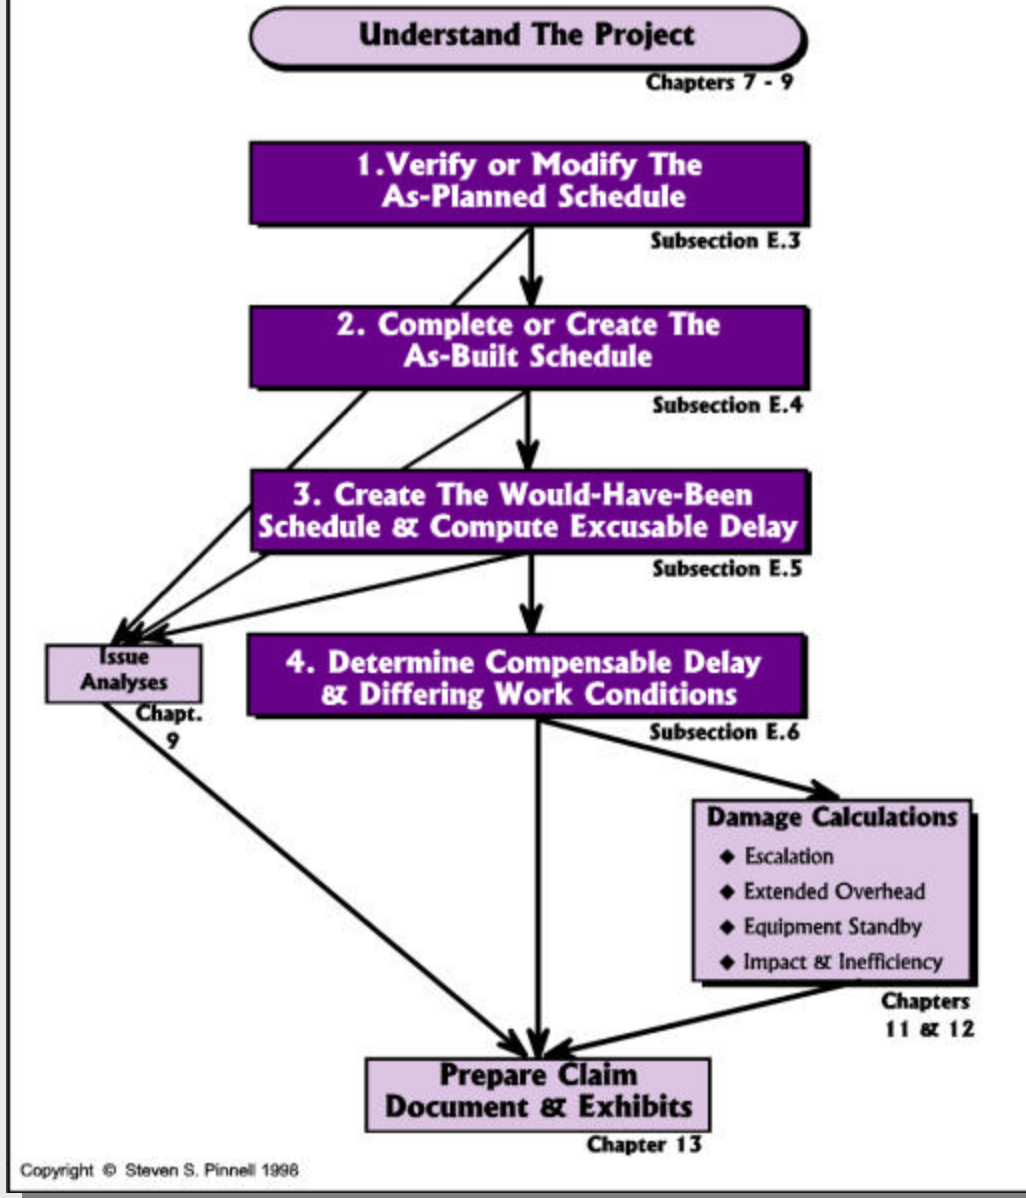 Understand The Project
Chapters 7 - 9
1.Verify or Modify The
As-Planned Schedule
Subsection E.3
2. Complete or Create The
As-Built Schedule
Subsection E.4
3. Create The Would-Have-Been
Schedule & Compute Excusable Delay
Subsection E.5
Issue
Analyses
Chapt.
9
4. Determine Compensable Delay
& Differing Work Conditions
Subsection E.6
Damage Calculations
◆ Escalation
◆ Extended Overhead
◆ Equipment Standby
◆ Impact & Inefficiency
Chapters
11 & 12
Prepare Claim
Document & Exhibits
Chapter 13
Copyright © Steven S. Pinnell 1998